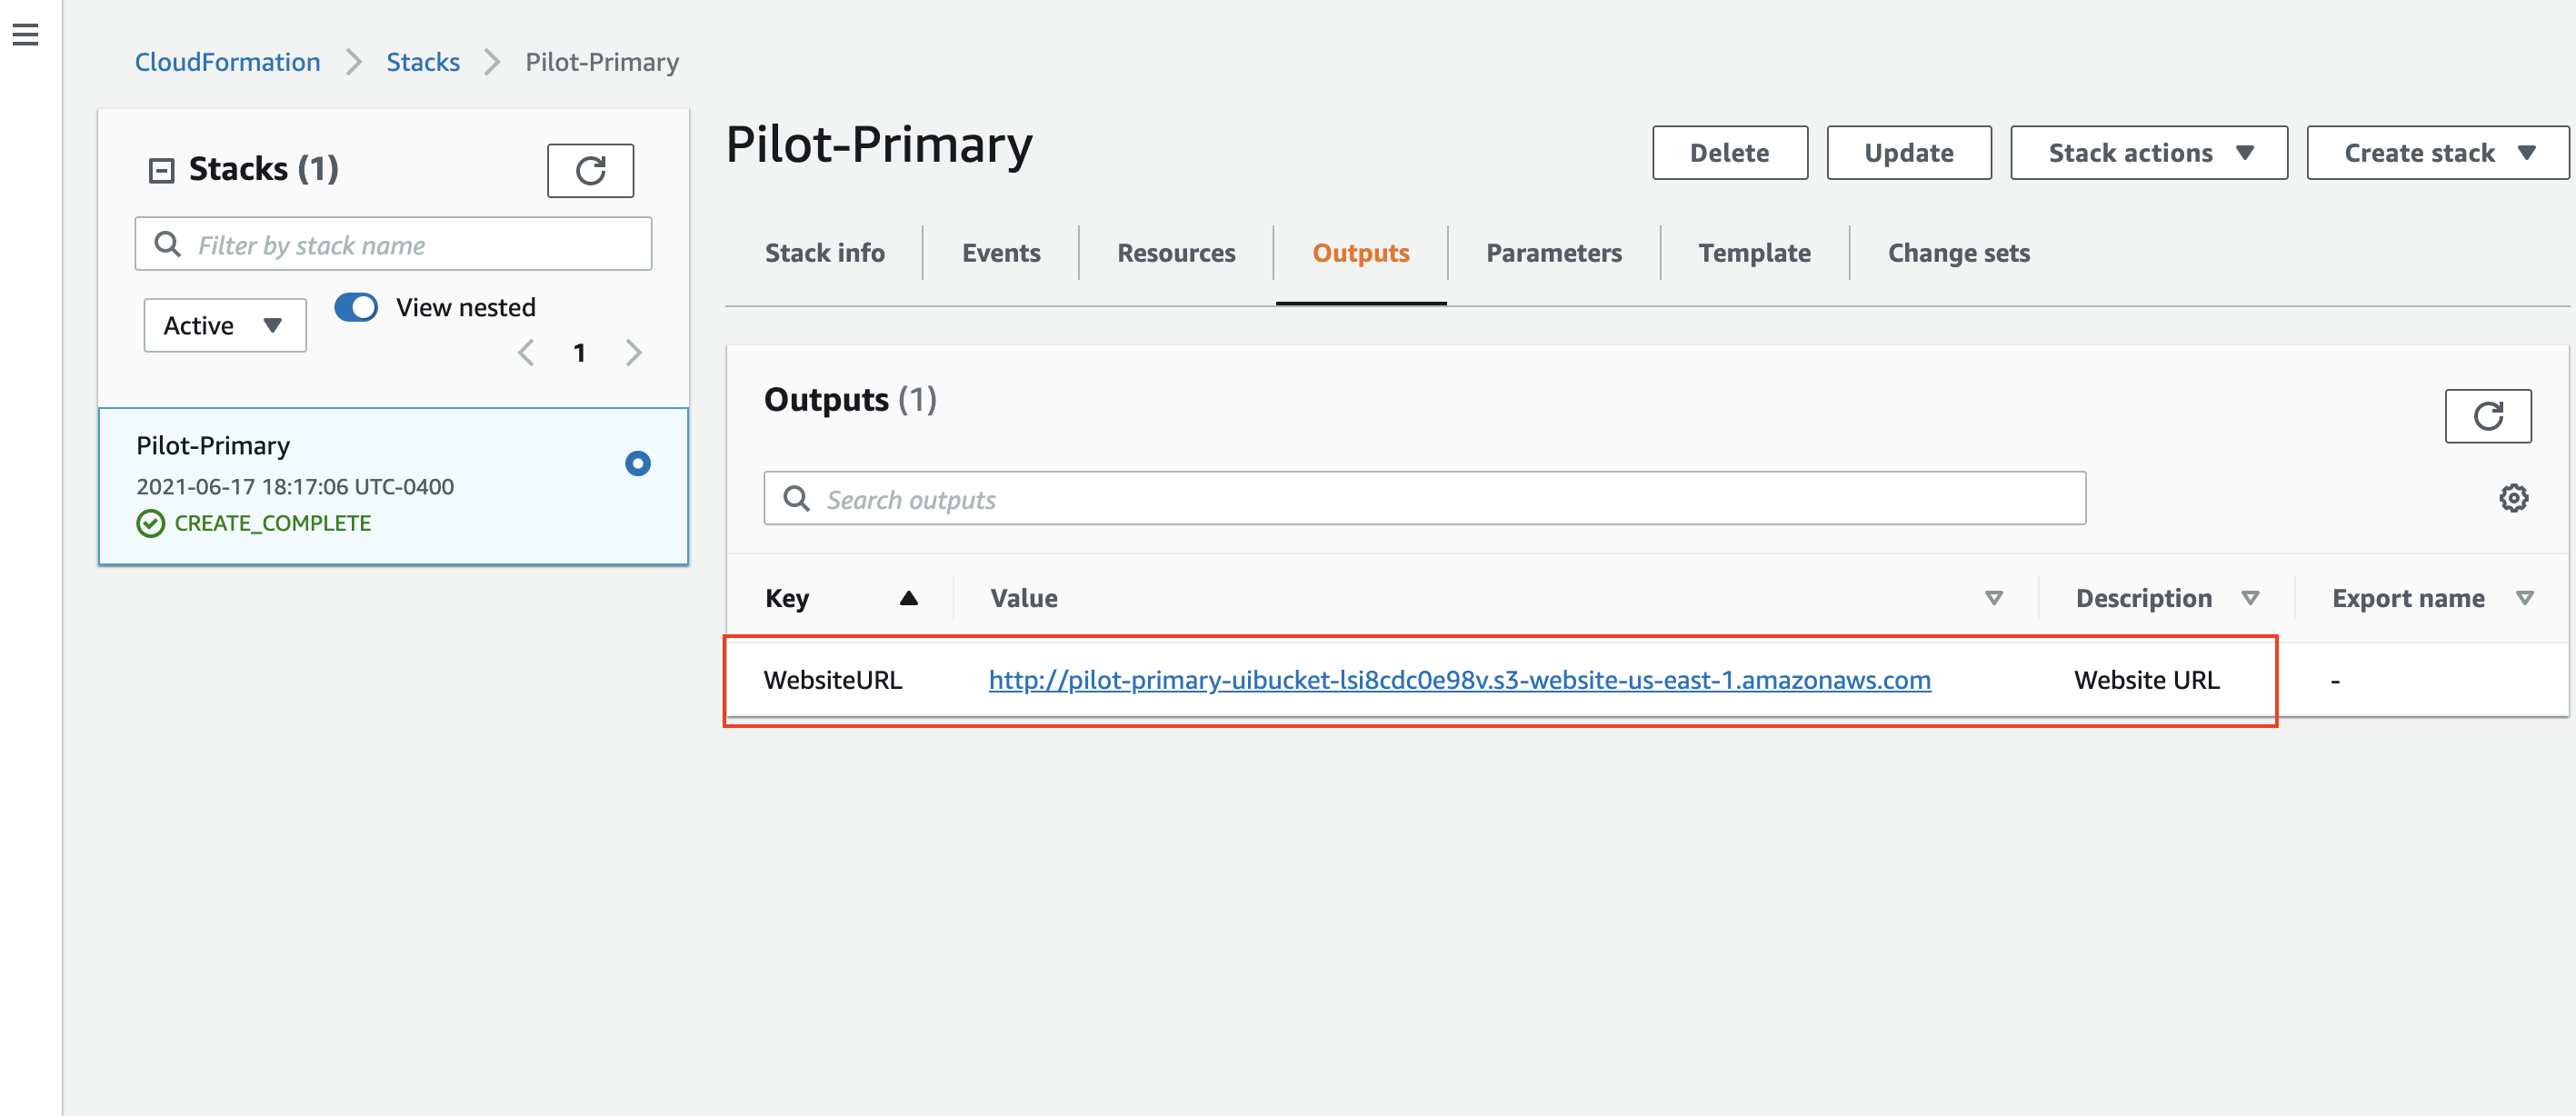 CloudFormation Stacks Pilot-Primary
Stacks (1)
Filter by stack name
Active
View nested
1
Pilot-Primary
2021-06-17 18:17:06 UTC-0400
CREATE_COMPLETE
Pilot-Primary
Delete Update Stack actions Create stack
Stack info Events Resources Outputs Parameters Template Change sets
Outputs (1)
Search outputs
Key Value Description Export name
WebsiteURL http://pilot-primary-uibucket-lsi8cdc0e98v.s3-website-us-east-1.amazonaws.com Website URL -